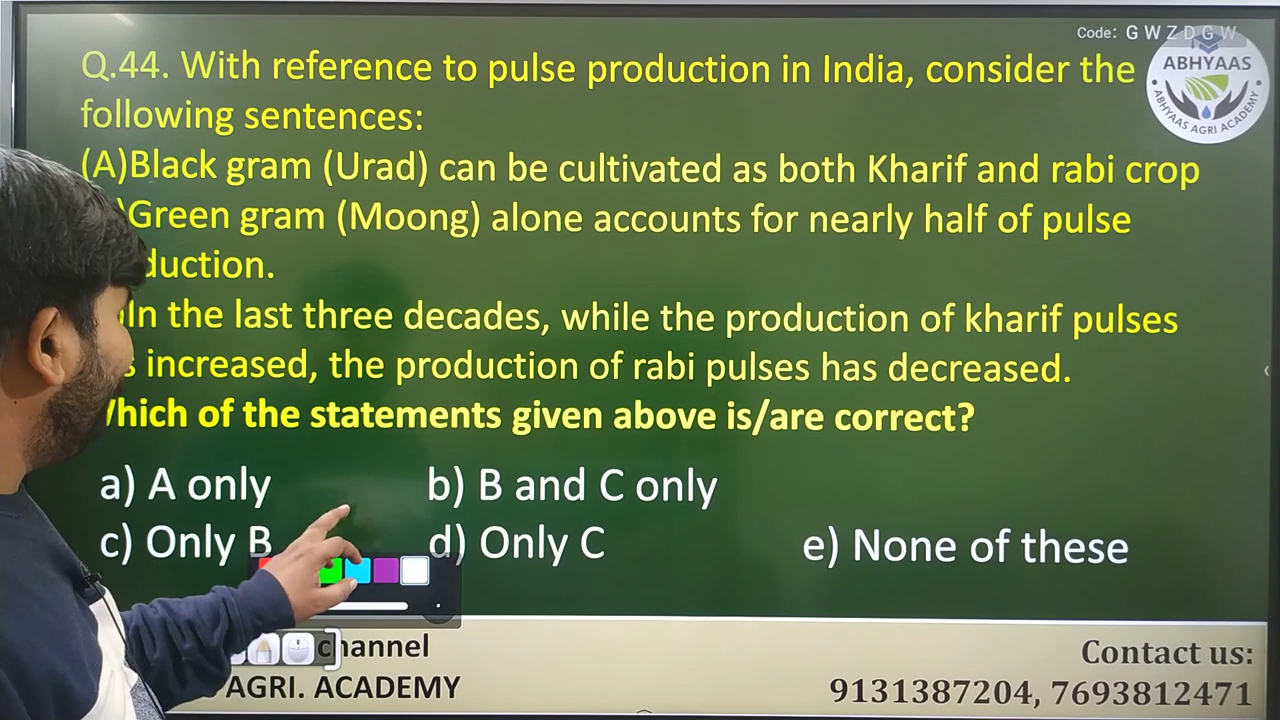 Code: G W Z D G W
Q.44. With reference to pulse production in India, consider the
following sentences:
(A)Black gram (Urad) can be cultivated as both Kharif and rabi crop
)Green gram (Moong) alone accounts for nearly half of pulse
duction.
In the last three decades, while the production of kharif pulses
s increased, the production of rabi pulses has decreased.
hich of the statements given above is/are correct?
a) A only b) B and C only
c) Only B d) Only C e) None of these
channel
AGRI. ACADEMY
Contact us:
9131387204, 7693812471
ABHYAAS
ABHYAAS AGRI ACADEMY